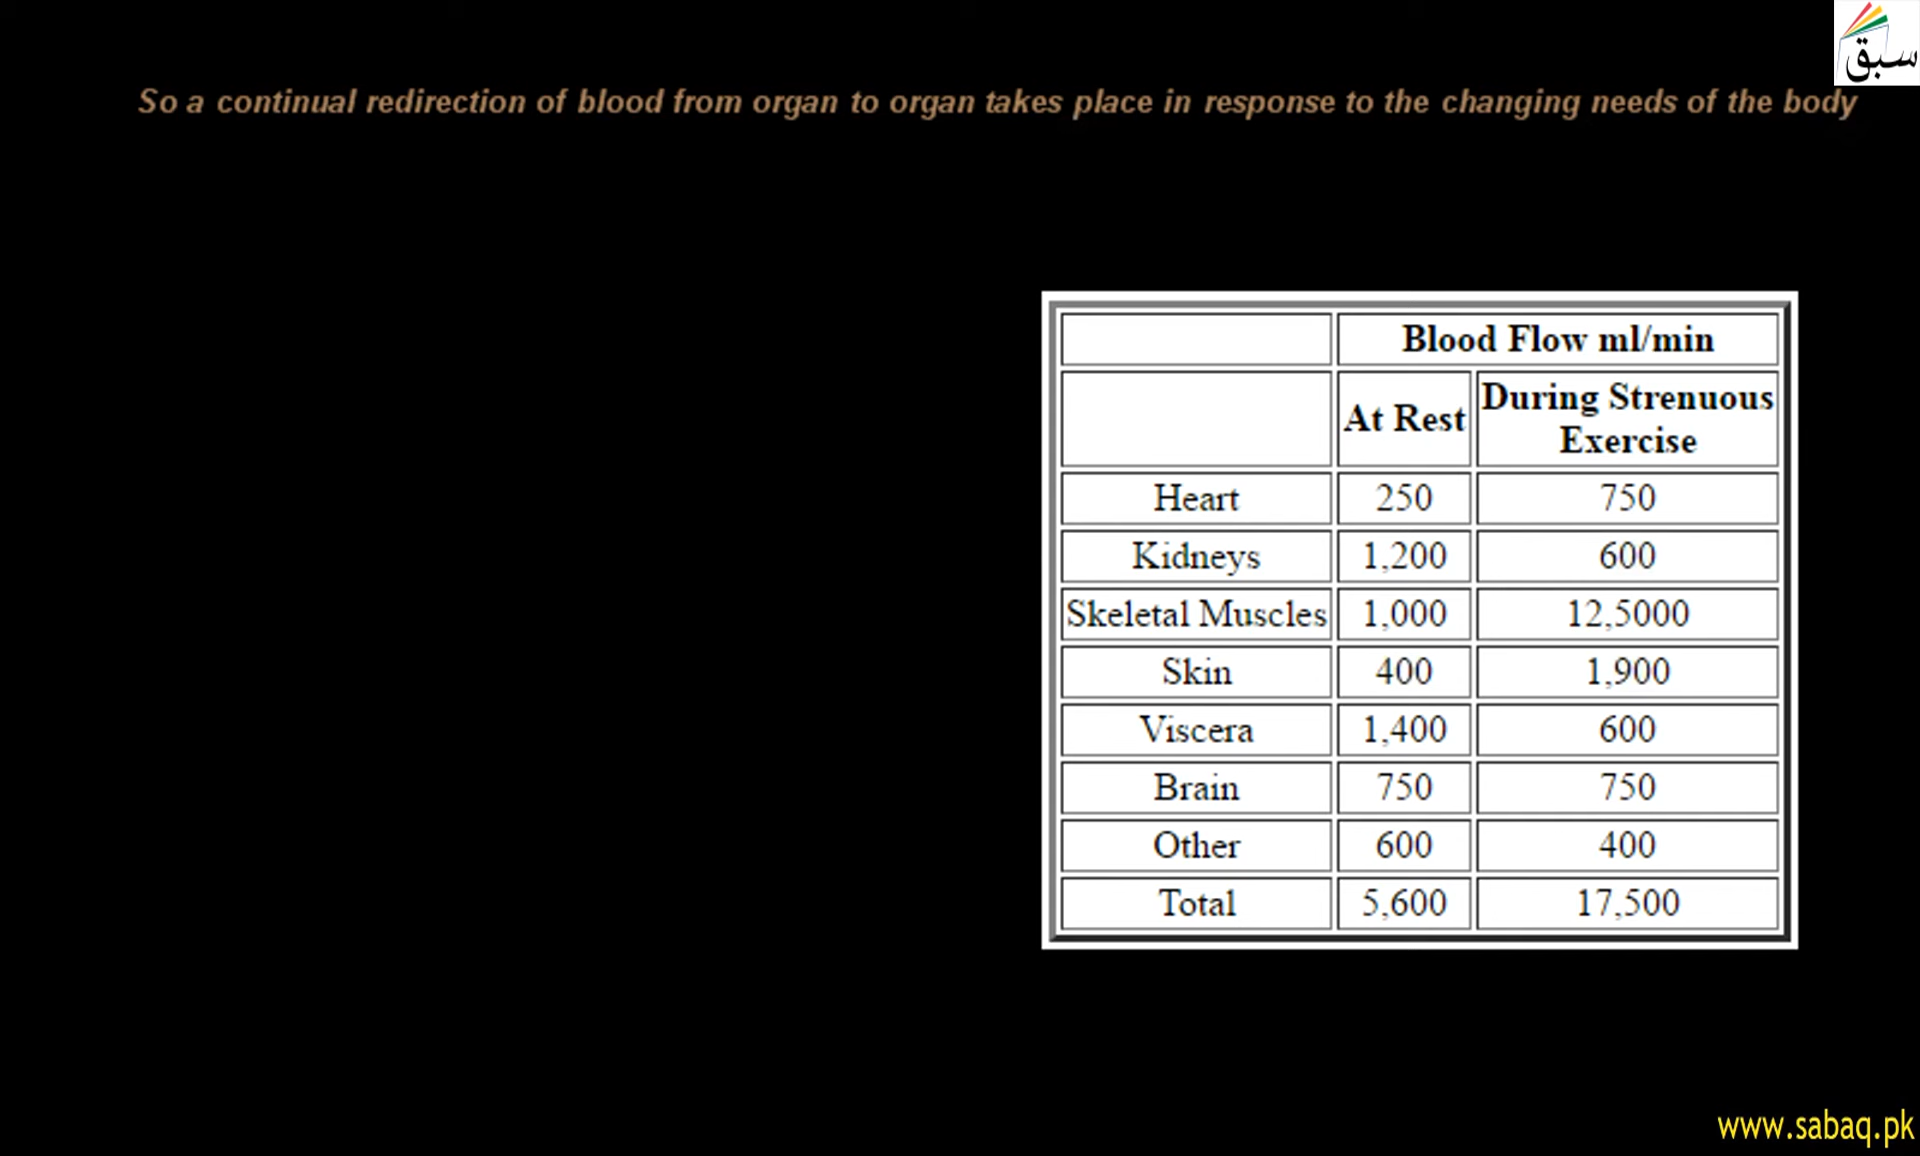 سبق
So a continual redirection of blood from organ to organ takes place in response to the changing needs of the body
Blood Flow ml/min
At Rest During Strenuous Exercise
Heart 250 750
Kidneys 1,200 600
Skeletal Muscles 1,000 12,5000
Skin 400 1,900
Viscera 1,400 600
Brain 750 750
Other 600 400
Total 5,600 17,500
www.sabaq.pk